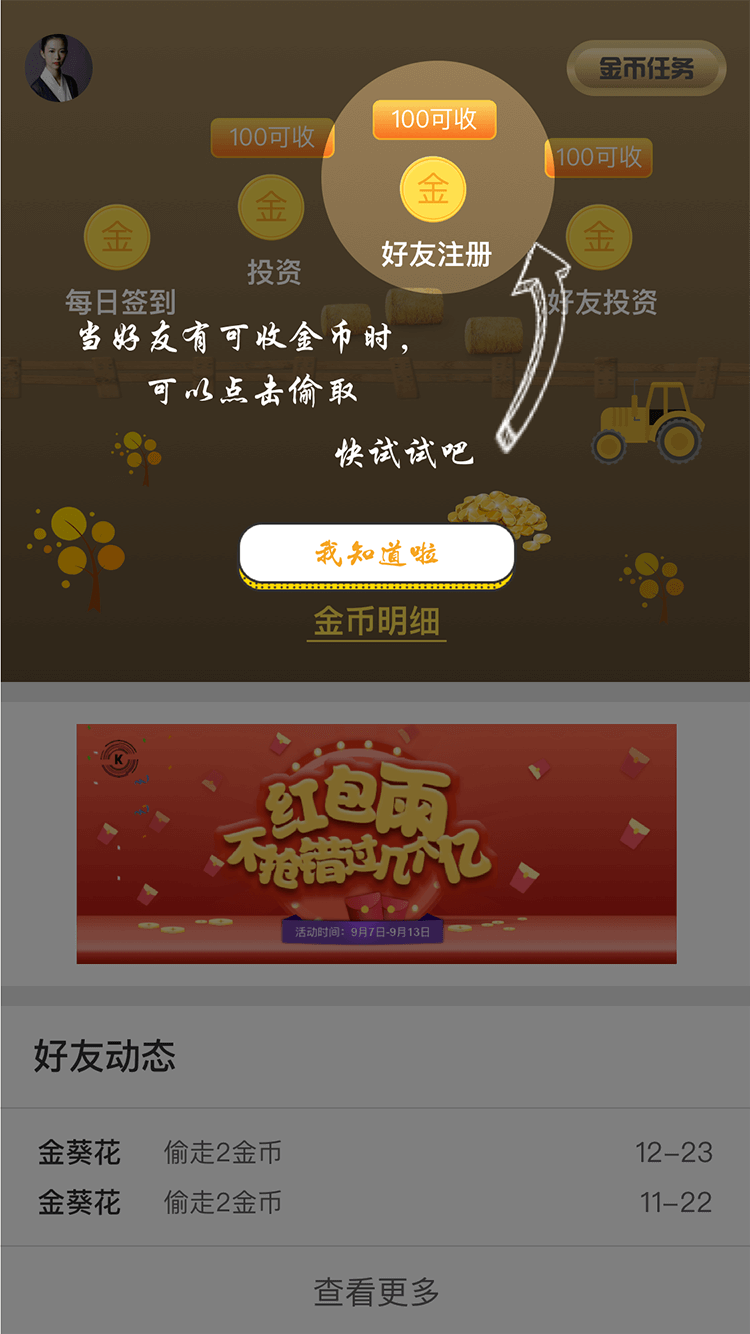 金币任务
100可收
100可收
100可收
金
金
金
金
好友注册
投资
每日签到
好友投资
当好友有可收金币时，
可以点击偷取
快试试吧
我知道啦
金币明细
K
红包雨
不抢错过几个亿
活动时间：9月7日-9月13日
好友动态
金葵花 偷走2金币 12–23
金葵花 偷走2金币 11–22
查看更多